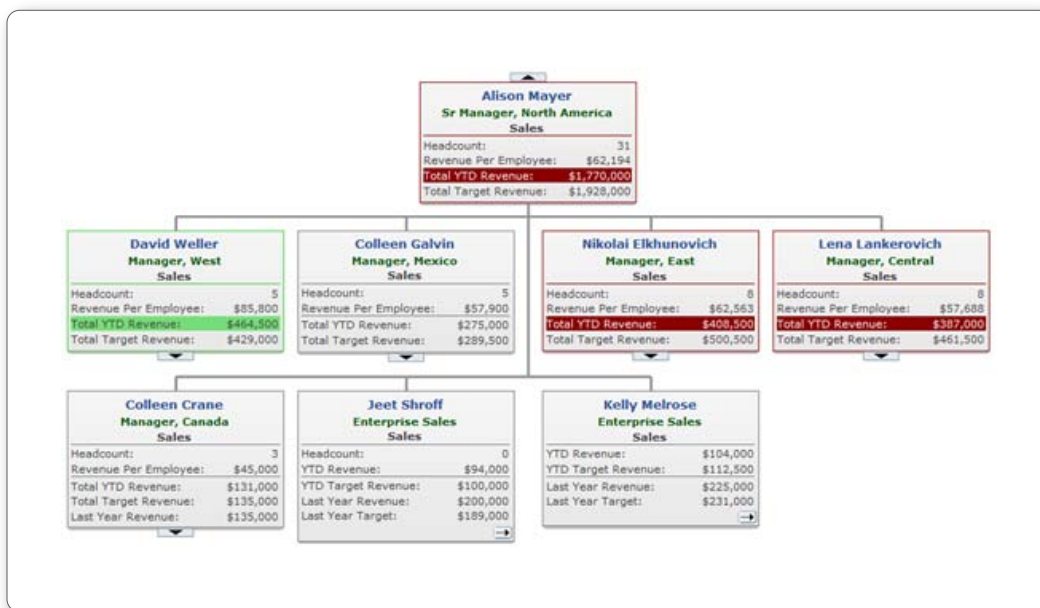 Alison Mayer
Sr Manager, North America
Sales
Headcount: 31
Revenue Per Employee: $62,194
Total YTD Revenue: $1,770,000
Total Target Revenue: $1,928,000
David Weller
Manager, West
Sales
Headcount: 5
Revenue Per Employee: $85,800
Total YTD Revenue: $464,500
Total Target Revenue: $429,000
Colleen Galvin
Manager, Mexico
Sales
Headcount: 5
Revenue Per Employee: $57,900
Total YTD Revenue: $275,000
Total Target Revenue: $289,500
Nikolai Elkhunovich
Manager, East
Sales
Headcount: 8
Revenue Per Employee: $62,563
Total YTD Revenue: $408,500
Total Target Revenue: $500,500
Lena Lankerovich
Manager, Central
Sales
Headcount: 8
Revenue Per Employee: $57,688
Total YTD Revenue: $387,000
Total Target Revenue: $461,500
Colleen Crane
Manager, Canada
Sales
Headcount: 3
Revenue Per Employee: $45,000
Total YTD Revenue: $131,000
Total Target Revenue: $135,000
Last Year Revenue: $135,000
Jeet Shroff
Enterprise Sales
Sales
Headcount: 0
YTD Revenue: $94,000
YTD Target Revenue: $100,000
Last Year Revenue: $200,000
Last Year Target: $189,000
Kelly Melrose
Enterprise Sales
Sales
YTD Revenue: $104,000
YTD Target Revenue: $112,500
Last Year Revenue: $225,000
Last Year Target: $231,000